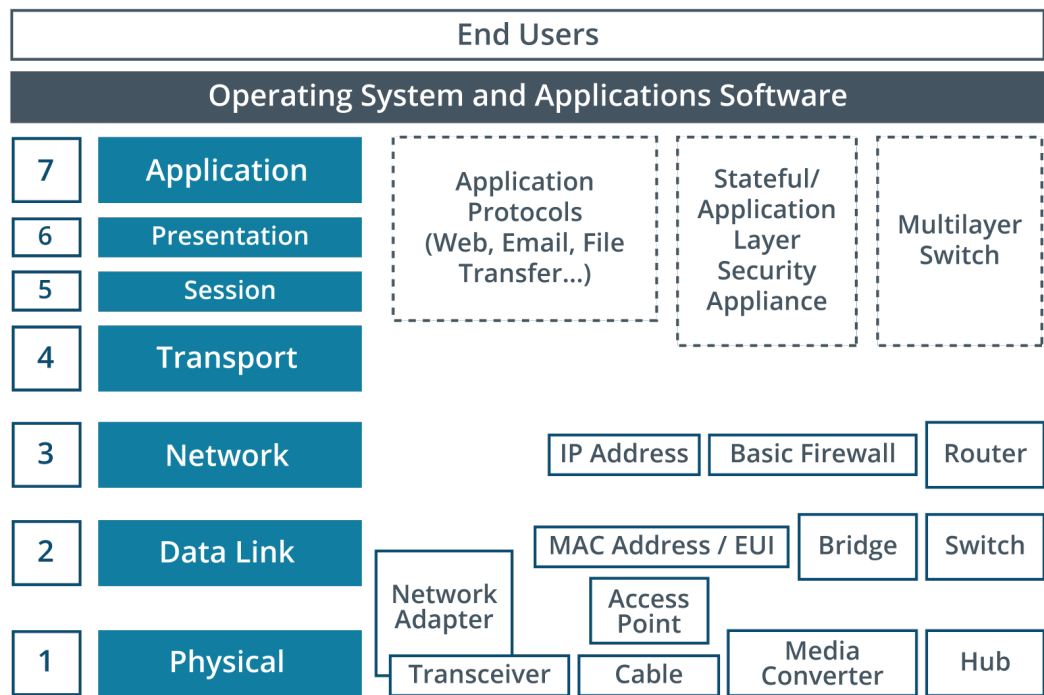 End Users
Operating System and Applications Software
7
Application
6
Presentation
5
Session
4
Transport
Application
Protocols
(Web, Email, File
Transfer...)
Stateful/
Application
Layer
Security
Appliance
Multilayer
Switch
3
Network
IP Address
Basic Firewall
Router
2
Data Link
MAC Address / EUI
Bridge
Switch
Network
Adapter
Access
Point
1
Physical
Transceiver
Cable
Media
Converter
Hub